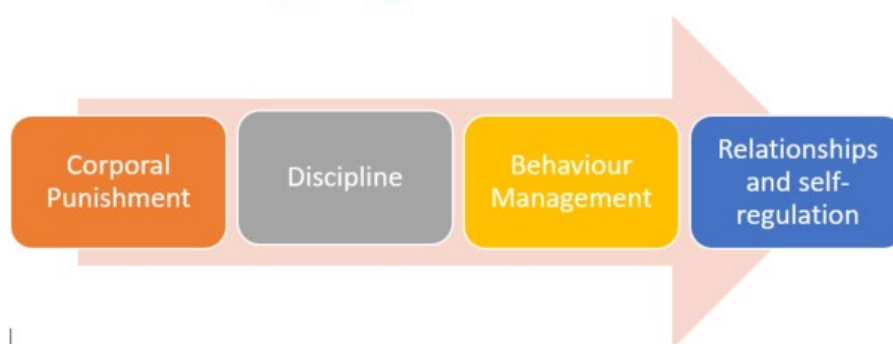 Corporal
Punishment
Discipline
Behaviour
Management
Relationships
and self-
regulation